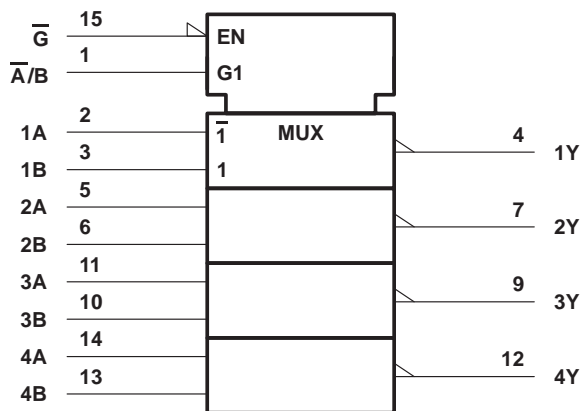 G̅ 15 EN
A̅/B 1 G1
1A 2 1̅ MUX 4 1Y
1B 3 1
2A 5 7 2Y
2B 6
3A 11 9 3Y
3B 10
4A 14 12 4Y
4B 13